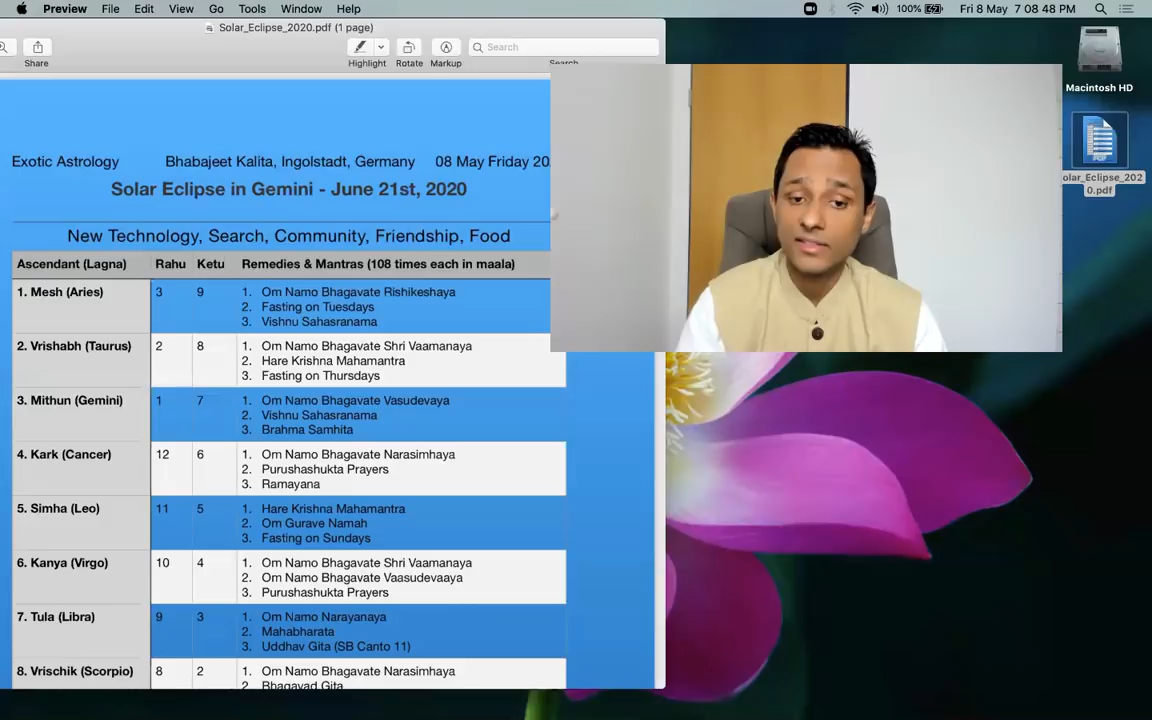 Preview File Edit View Go Tools Window Help 100% Fri 8 May 7 08 48 PM
Solar_Eclipse_2020.pdf (1 page)
Search
Share Highlight Rotate Markup Search
Macintosh HD
olar_Eclipse_202
0.pdf
Exotic Astrology Bhabajeet Kalita, Ingolstadt, Germany 08 May Friday 20
Solar Eclipse in Gemini - June 21st, 2020
New Technology, Search, Community, Friendship, Food
Ascendant (Lagna) Rahu Ketu Remedies & Mantras (108 times each in maala)
1. Mesh (Aries) 3 9 1. Om Namo Bhagavate Rishikeshaya
2. Fasting on Tuesdays
3. Vishnu Sahasranama
2. Vrishabh (Taurus) 2 8 1. Om Namo Bhagavate Shri Vaamanaya
2. Hare Krishna Mahamantra
3. Fasting on Thursdays
3. Mithun (Gemini) 1 7 1. Om Namo Bhagavate Vasudevaya
2. Vishnu Sahasranama
3. Brahma Samhita
4. Kark (Cancer) 12 6 1. Om Namo Bhagavate Narasimhaya
2. Purushashukta Prayers
3. Ramayana
5. Simha (Leo) 11 5 1. Hare Krishna Mahamantra
2. Om Gurave Namah
3. Fasting on Sundays
6. Kanya (Virgo) 10 4 1. Om Namo Bhagavate Shri Vaamanaya
2. Om Namo Bhagavate Vaasudevaaya
3. Purushashukta Prayers
7. Tula (Libra) 9 3 1. Om Namo Narayanaya
2. Mahabharata
3. Uddhav Gita (SB Canto 11)
8. Vrischik (Scorpio) 8 2 1. Om Namo Bhagavate Narasimhaya
2. Bhagavad Gita